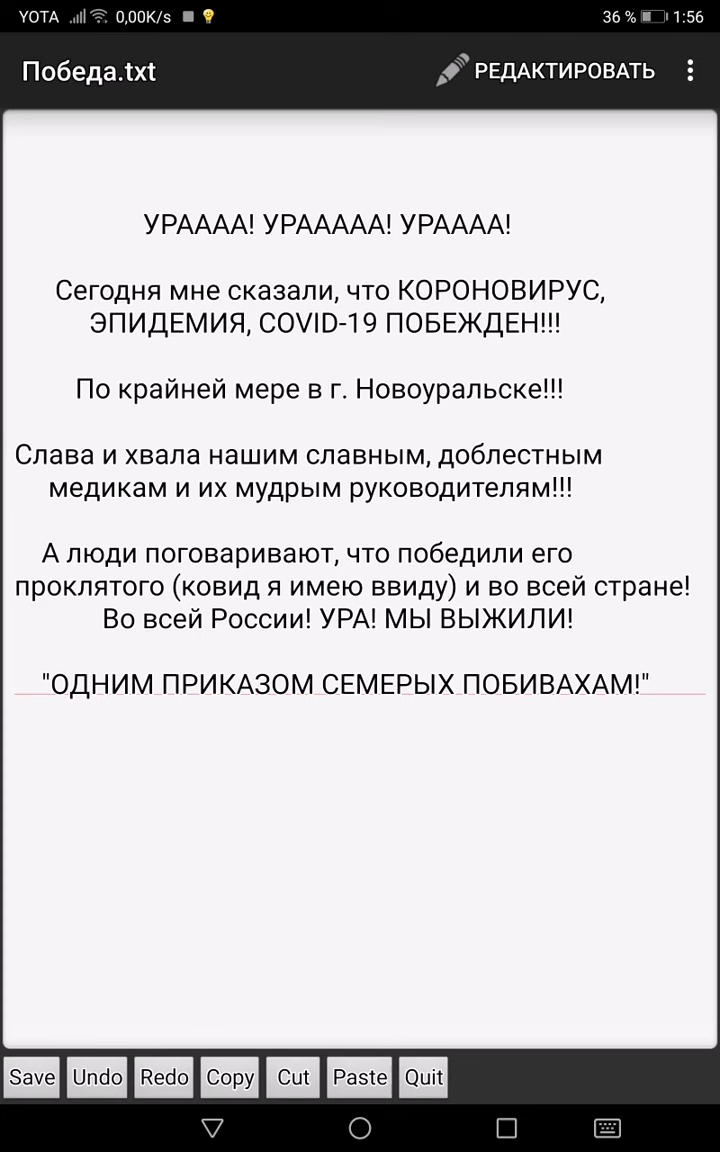 YOTA 0,00K/s 36 % 1:56
Победа.txt РЕДАКТИРОВАТЬ
УРАААА! УРААААА! УРАААА!
Сегодня мне сказали, что КОРОНОВИРУС,
ЭПИДЕМИЯ, COVID-19 ПОБЕЖДЕН!!!
По крайней мере в г. Новоуральске!!!
Слава и хвала нашим славным, доблестным
медикам и их мудрым руководителям!!!
А люди поговаривают, что победили его
проклятого (ковид я имею ввиду) и во всей стране!
Во всей России! УРА! МЫ ВЫЖИЛИ!
"ОДНИМ ПРИКАЗОМ СЕМЕРЫХ ПОБИВАХАМ!"
Save Undo Redo Copy Cut Paste Quit